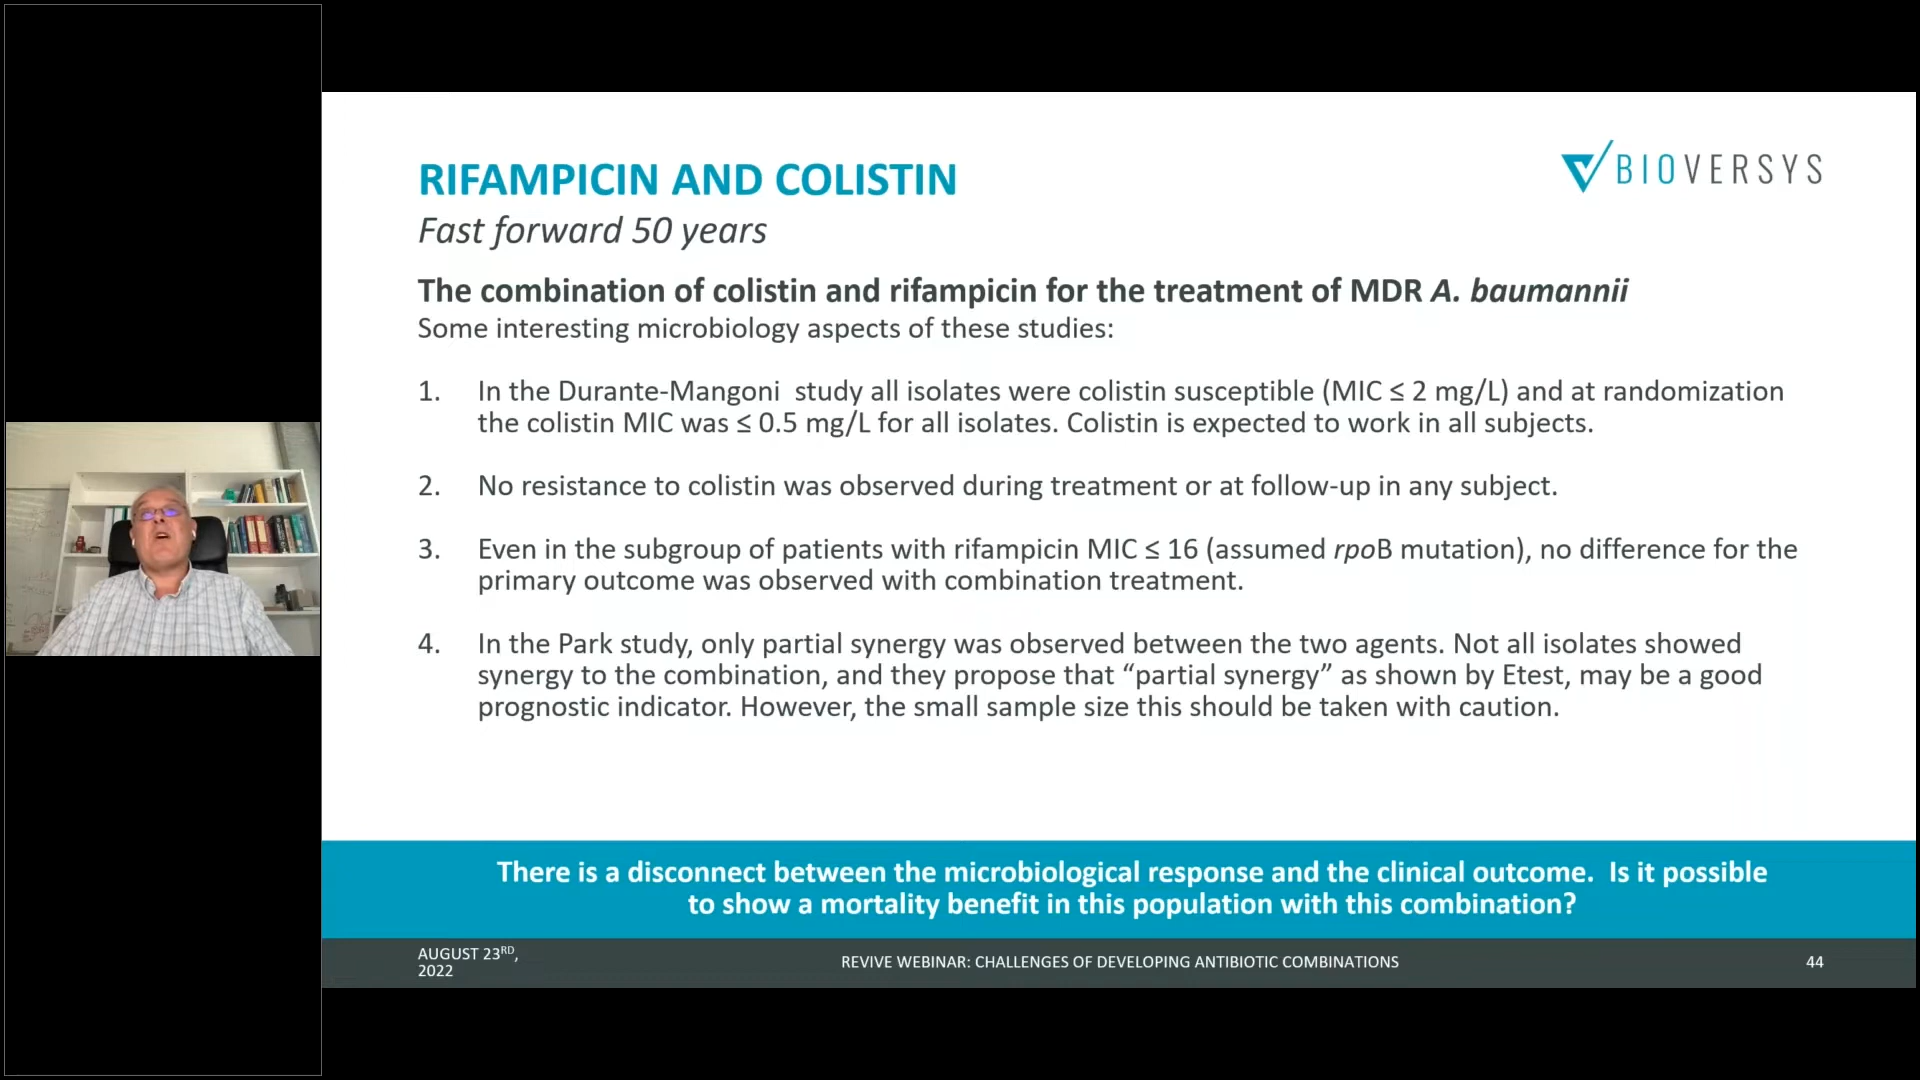 RIFAMPICIN AND COLISTIN
BIOVERSYS
Fast forward 50 years
The combination of colistin and rifampicin for the treatment of MDR A. baumannii
Some interesting microbiology aspects of these studies:
1. In the Durante-Mangoni study all isolates were colistin susceptible (MIC ≤ 2 mg/L) and at randomization
the colistin MIC was ≤ 0.5 mg/L for all isolates. Colistin is expected to work in all subjects.
2. No resistance to colistin was observed during treatment or at follow-up in any subject.
3. Even in the subgroup of patients with rifampicin MIC ≤ 16 (assumed rpoB mutation), no difference for the
primary outcome was observed with combination treatment.
4. In the Park study, only partial synergy was observed between the two agents. Not all isolates showed
synergy to the combination, and they propose that “partial synergy” as shown by Etest, may be a good
prognostic indicator. However, the small sample size this should be taken with caution.
There is a disconnect between the microbiological response and the clinical outcome. Is it possible
to show a mortality benefit in this population with this combination?
AUGUST 23RD,
2022
REVIVE WEBINAR: CHALLENGES OF DEVELOPING ANTIBIOTIC COMBINATIONS
44